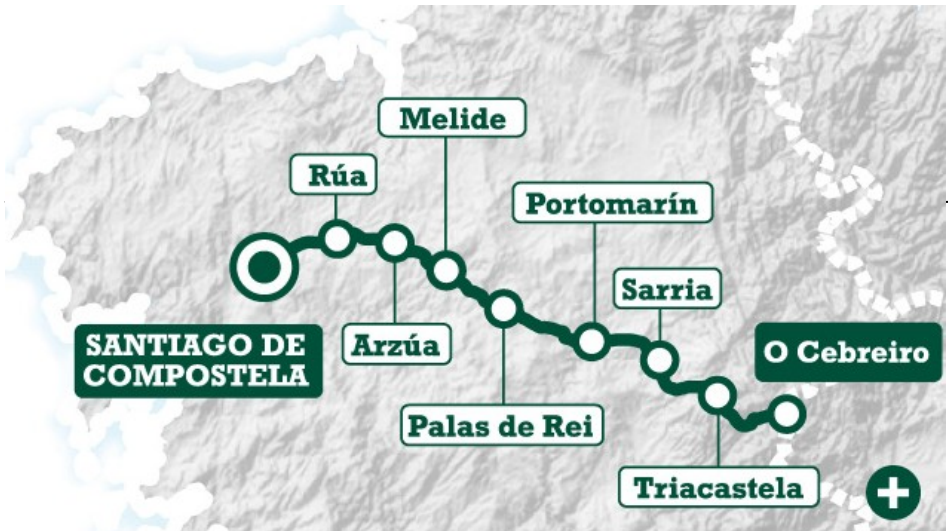 Melide
Rúa
Portomarín
Sarria
SANTIAGO DE
COMPOSTELA
Arzúa
O Cebreiro
Palas de Rei
Triacastela
+